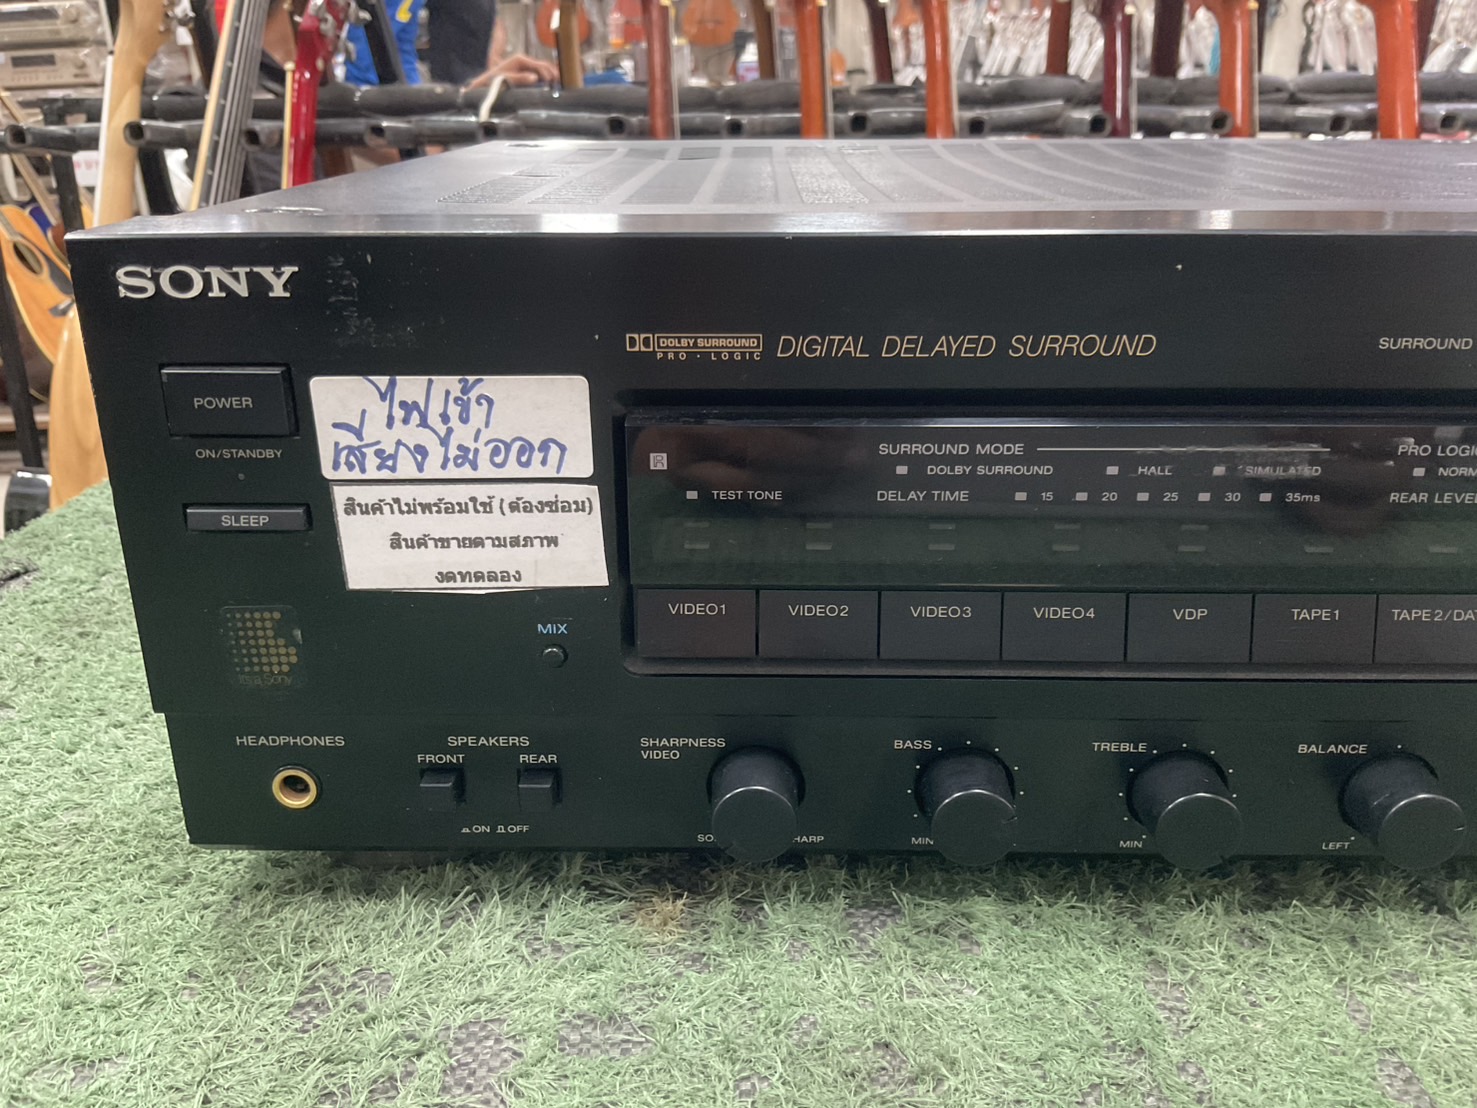 SONY
DOLBY SURROUND
PRO · LOGIC
DIGITAL DELAYED SURROUND
SURROUND
POWER
ON/STANDBY
SLEEP
ไฟเข้า
เสียงไม่ออก
สินค้าไม่พร้อมใช้ (ต้องซ่อม)
สินค้าขายตามสภาพ
งดทดลอง
SURROUND MODE
PRO LOGIC
DOLBY SURROUND
HALL
SIMULATED
TEST TONE
DELAY TIME
15
20
25
30
35ms
REAR LEVEL
VIDEO1
VIDEO2
VIDEO3
VIDEO4
VDP
TAPE1
TAPE2/DAT
MIX
HEADPHONES
SPEAKERS
FRONT
REAR
ON
OFF
SHARPNESS
VIDEO
BASS
MIN
TREBLE
MIN
BALANCE
LEFT